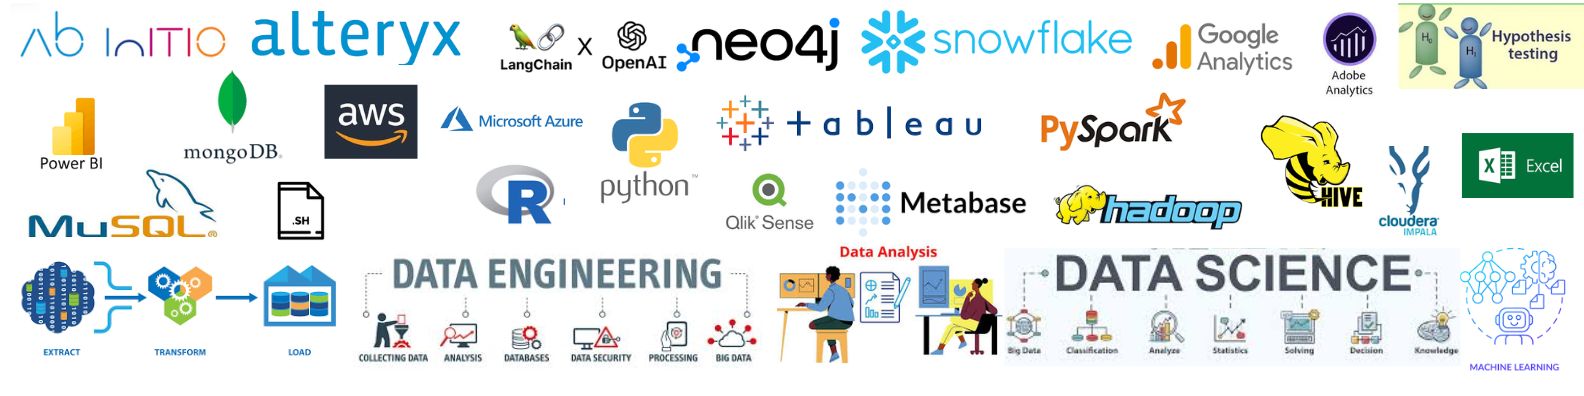 ab initio
alteryx
LangChain X OpenAI
neo4j
snowflake
Google
Analytics
Adobe
Analytics
H₀
H₁
Hypothesis
testing
Power BI
mongoDB®
aws
Microsoft Azure
python™
+ a b | e a u
PySpark
HIVE
cloudera
IMPALA
X Excel
MuSQL®
.SH
R
Qlik® Sense
Metabase
hadoop
EXTRACT
TRANSFORM
LOAD
DATA ENGINEERING
COLLECTING DATA ANALYSIS DATABASES DATA SECURITY PROCESSING BIG DATA
Data Analysis
DATA SCIENCE
Big Data Classification Analyze Statistics Solving Decision Knowledge
MACHINE LEARNING